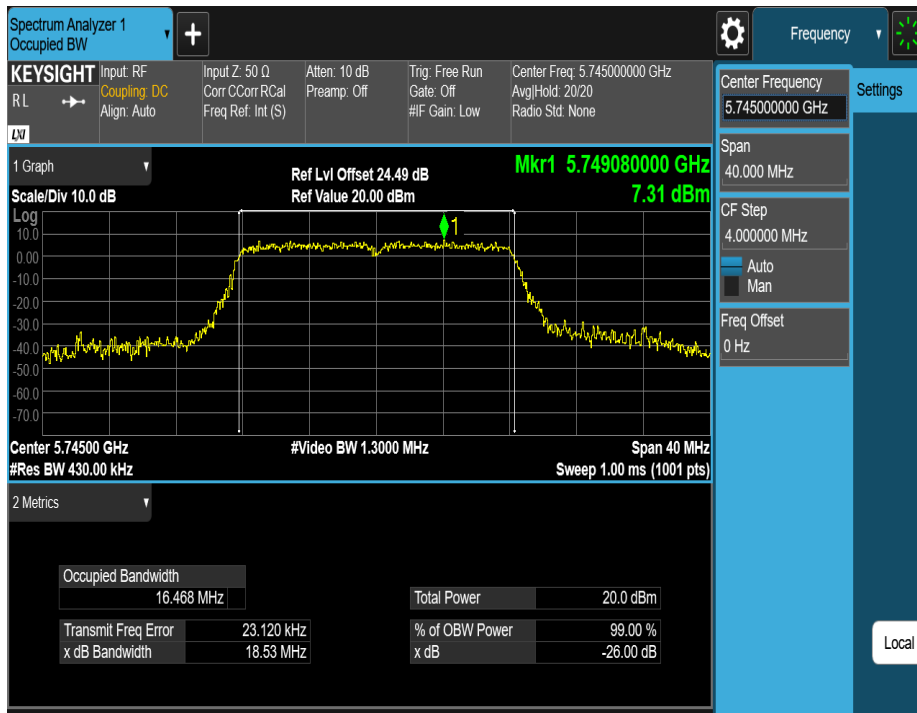 Spectrum Analyzer 1
Occupied BW
+
Frequency
KEYSIGHT
R L
LXI
Input: RF
Coupling: DC
Align: Auto
Input Z: 50 Ω
Corr CCorr RCal
Freq Ref: Int (S)
Atten: 10 dB
Preamp: Off
Trig: Free Run
Gate: Off
#IF Gain: Low
Center Freq: 5.745000000 GHz
Avg|Hold: 20/20
Radio Std: None
Center Frequency
5.745000000 GHz
Settings
Span
40.000 MHz
CF Step
4.000000 MHz
Auto
Man
Freq Offset
0 Hz
Local
1 Graph
Scale/Div 10.0 dB
Ref Lvl Offset 24.49 dB
Ref Value 20.00 dBm
Mkr1 5.749080000 GHz
7.31 dBm
Log
10.0
0.00
-10.0
-20.0
-30.0
-40.0
-50.0
-60.0
-70.0
1
Center 5.74500 GHz
#Video BW 1.3000 MHz
Span 40 MHz
#Res BW 430.00 kHz
Sweep 1.00 ms (1001 pts)
2 Metrics
Occupied Bandwidth
16.468 MHz
Total Power 20.0 dBm
Transmit Freq Error 23.120 kHz
% of OBW Power 99.00 %
x dB Bandwidth 18.53 MHz
x dB -26.00 dB